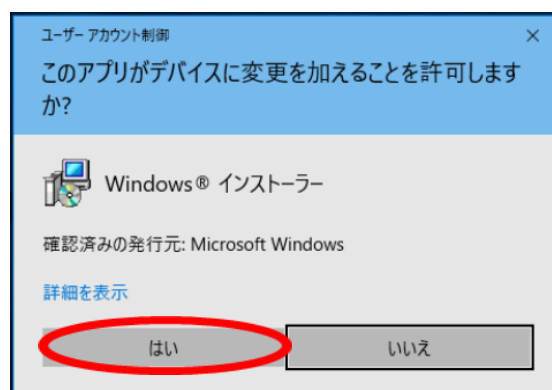 ユーザー アカウント制御
このアプリがデバイスに変更を加えることを許可します
か?
Windows® インストーラー
確認済みの発行元: Microsoft Windows
詳細を表示
はい
いいえ